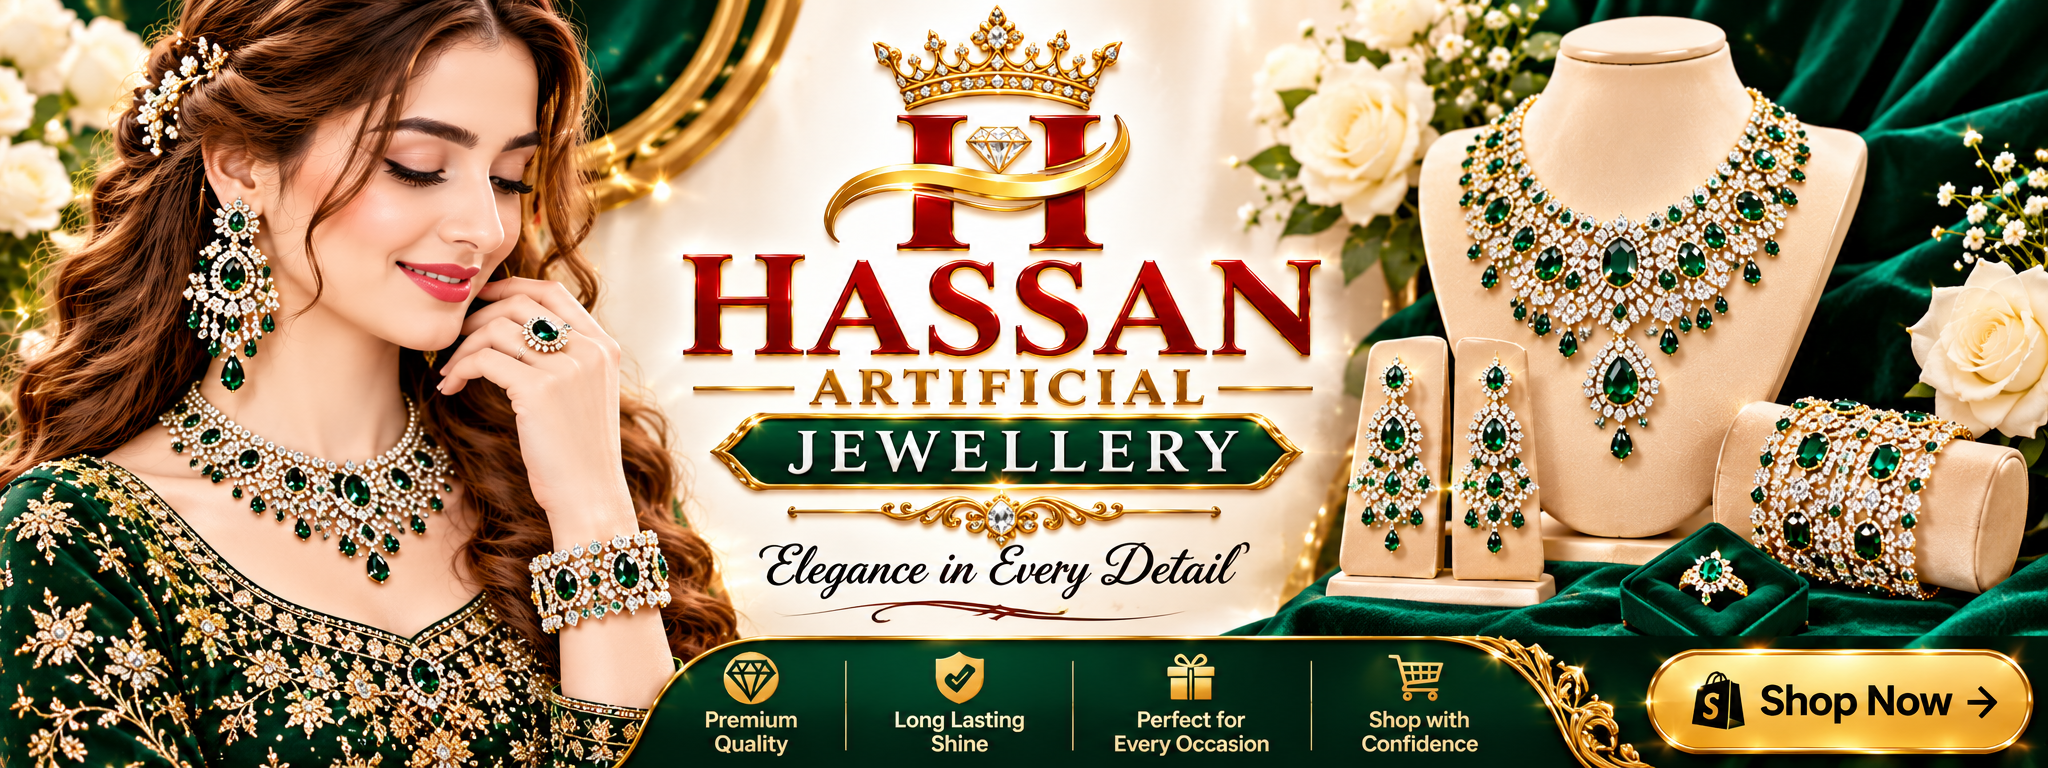 H
HASSAN
ARTIFICIAL
JEWELLERY
Elegance in Every Detail
Premium
Quality
Long Lasting
Shine
Perfect for
Every Occasion
Shop with
Confidence
S
Shop Now →